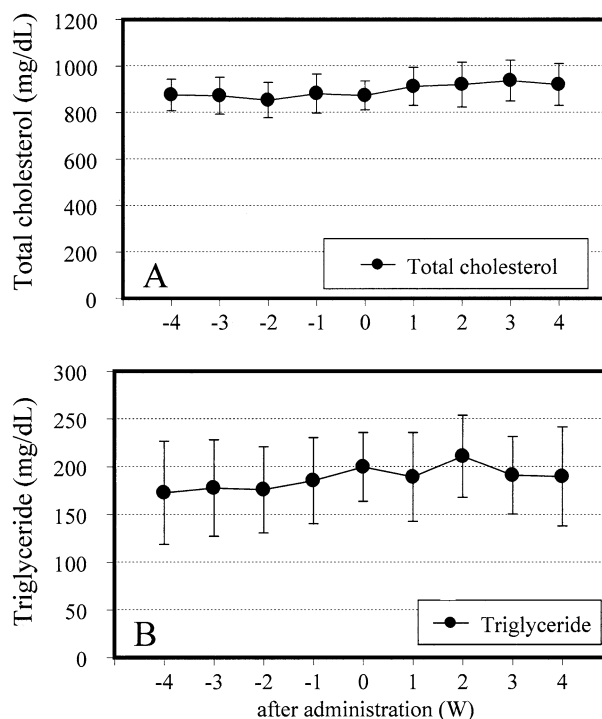 Total cholesterol (mg/dL)
1200
1000
800
600
400
200
0
A
Total cholesterol
-4 -3 -2 -1 0 1 2 3 4
Triglyceride (mg/dL)
300
250
200
150
100
50
0
B
Triglyceride
-4 -3 -2 -1 0 1 2 3 4
after administration (W)